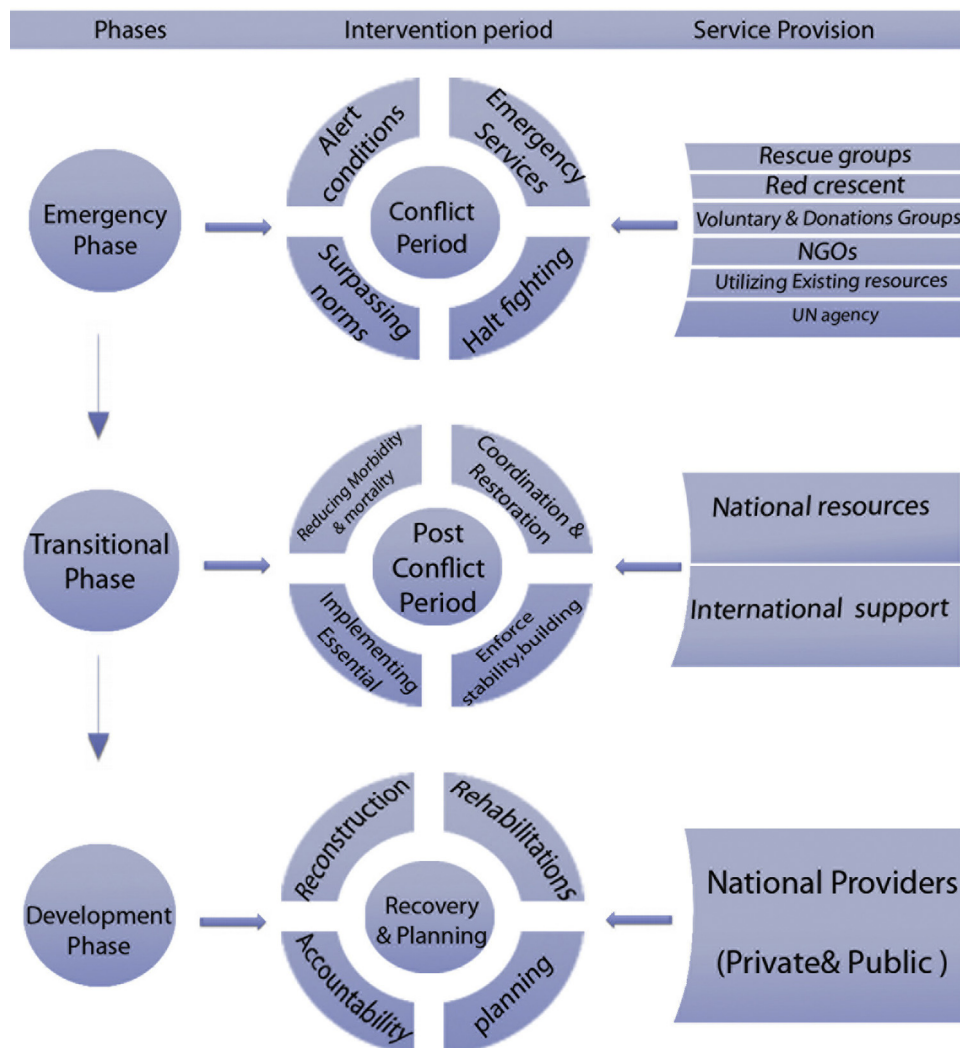 Phases
Intervention period
Service Provision
Emergency
Phase
Alert
conditions
Emergency
Services
Conflict
Period
Surpassing
norms
Halt fighting
Rescue groups
Red crescent
Voluntary & Donations Groups
NGOs
Utilizing Existing resources
UN agency
Transitional
Phase
Reducing Morbidity
& mortality
Coordination &
Restoration
Post
Conflict
Period
Implementing
Essential
Enforce
stability,building
National resources
International support
Development
Phase
Reconstruction
Rehabilitations
Recovery
& Planning
Accountability
planning
National Providers
(Private& Public )